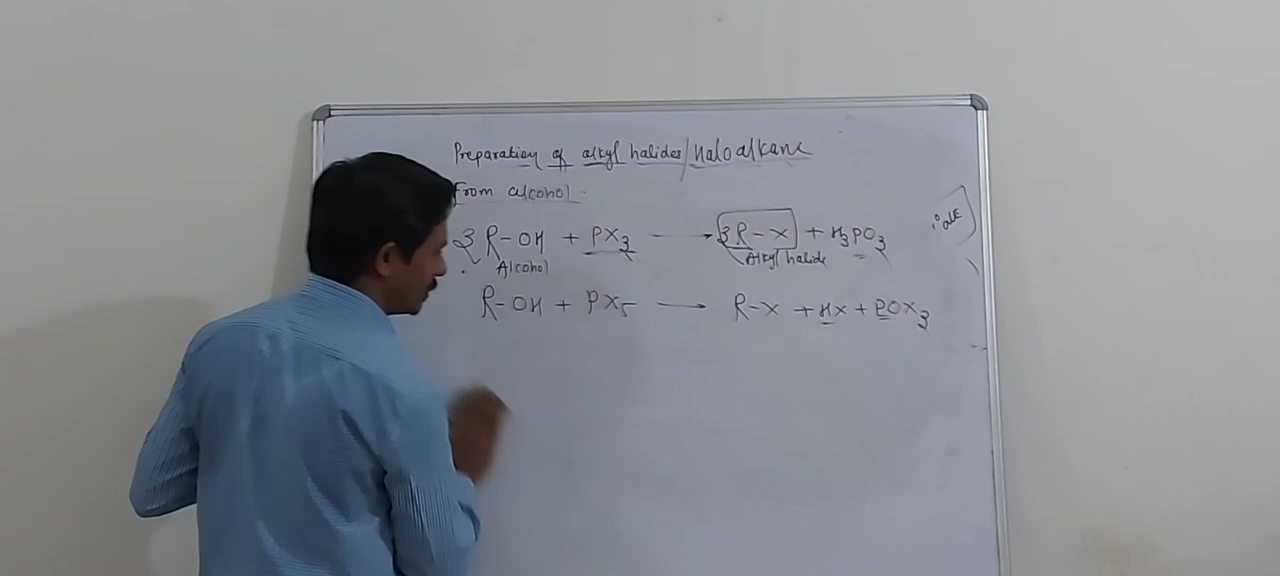 Preparation of alkyl halides/Haloalkane
From alcohol.
3 R-OH + PX3 → 3R-X + H3PO3
Alcohol Alkyl halide
R-OH + PX5 → R-X + HX + POX3